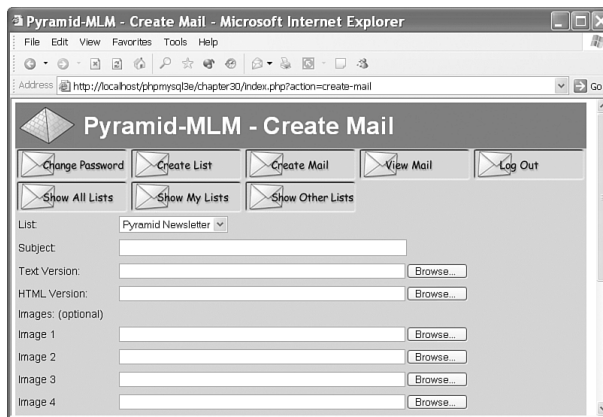 Pyramid-MLM - Create Mail - Microsoft Internet Explorer
File Edit View Favorites Tools Help
Address http://localhost/phpmysql3e/chapter30/index.php?action=create-mail Go
Pyramid-MLM - Create Mail
Change Password Create List Create Mail View Mail Log Out
Show All Lists Show My Lists Show Other Lists
List: Pyramid Newsletter
Subject:
Text Version: Browse...
HTML Version: Browse...
Images: (optional)
Image 1 Browse...
Image 2 Browse...
Image 3 Browse...
Image 4 Browse...